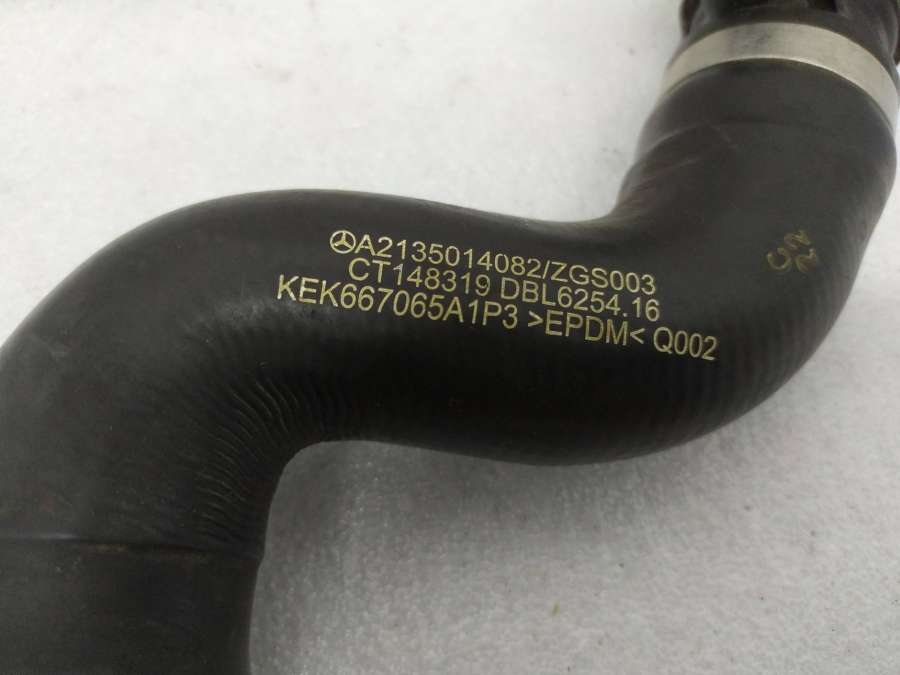 A2135014082/ZGS003
CT148319 DBL6254.16
KEK667065A1P3 >EPDM< Q002